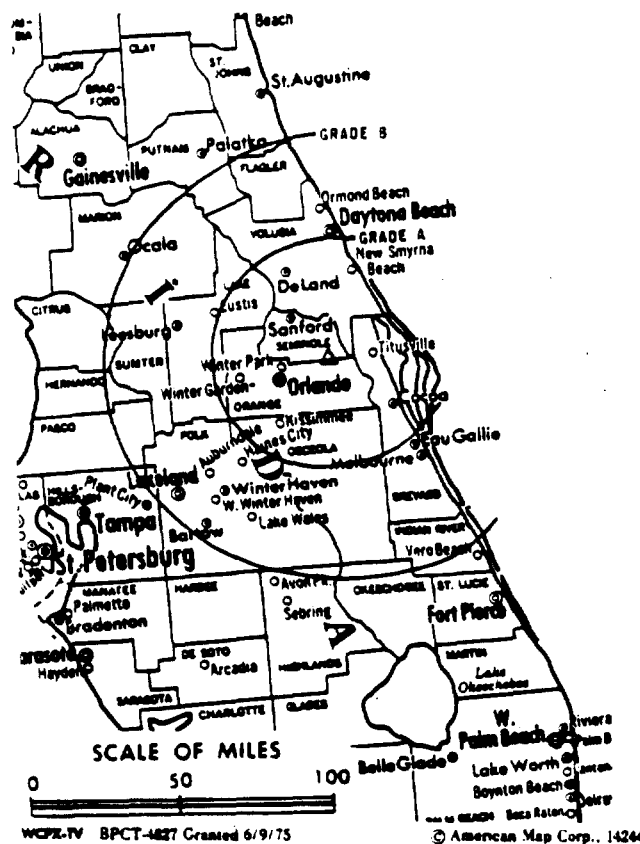 Beach
CLAY
UNION
ST. JOHNS
BRAD-
FORD
St. Augustine
ALACHUA
GRADE B
PUTNAM
Palatka
R
Gainesville
FLAGLER
Ormond Beach
MARION
Daytona Beach
VOLUSIA
GRADE A
Ocala
New Smyrna
Beach
DeLand
I
LAKE
CITRUS
Eustis
Leesburg
Sanford
SEMINOLE
Titusville
SUMTER
Winter Park
HERNANDO
Winter Garden
Orlando
ORANGE
Cocoa
PASCO
Kissimmee
POLK
Auburndale
Haines City
OSCEOLA
Eau Gallie
Melbourne
D
HILLS-
BOROUGH
Plant City
Lakeland
Winter Haven
BREVARD
W. Winter Haven
Tampa
Lake Wales
Bartow
INDIAN RIVER
St. Petersburg
Vero Beach
MANATEE
HARDEE
Avon Pk.
OKEECHOBEE
ST. LUCIE
Palmetto
Sebring
Fort Pierce
Bradenton
A
DE SOTO
MARTIN
arasota
Hayden
Arcadia
HIGHLANDS
Lake
Okeechobee
SARASOTA
CHARLOTTE
GLADES
W.
Palm Beach
Riviera
SCALE OF MILES
Belle Glade
Lake Worth
0 50 100
Boynton Beach
BEACH
Boca Raton
WCPX-TV BPCT-4827 Granted 6/9/75
© American Map Corp., 14244